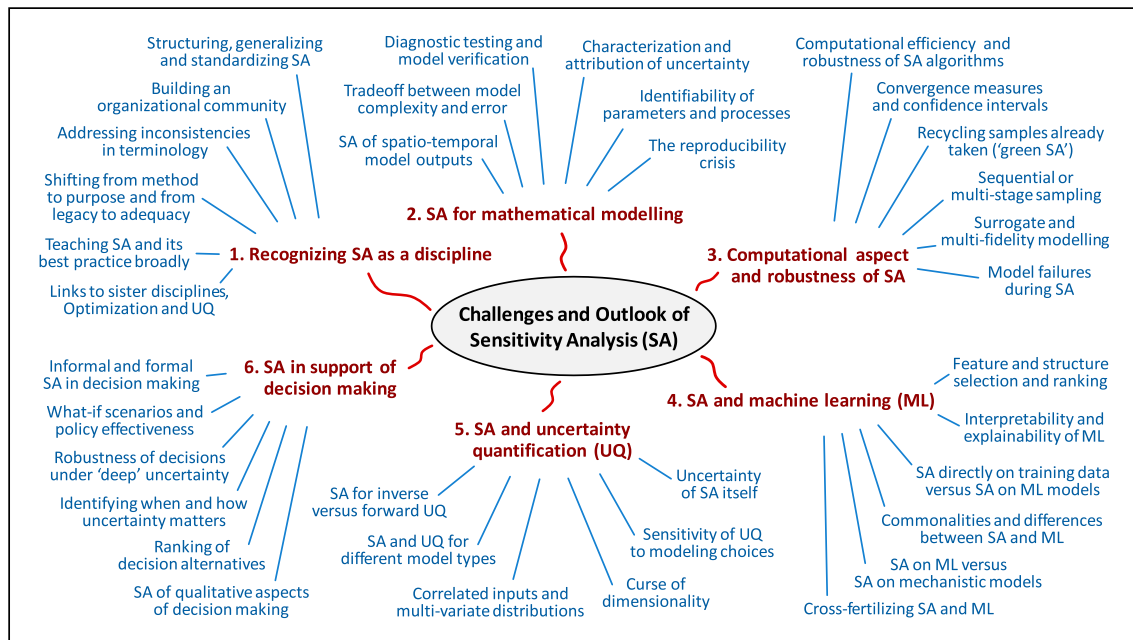 Challenges and Outlook of
Sensitivity Analysis (SA)
1. Recognizing SA as a discipline
Structuring, generalizing
and standardizing SA
Building an
organizational community
Addressing inconsistencies
in terminology
Shifting from method
to purpose and from
legacy to adequacy
Teaching SA and its
best practice broadly
Links to sister disciplines,
Optimization and UQ
2. SA for mathematical modelling
Diagnostic testing and
model verification
Tradeoff between model
complexity and error
SA of spatio-temporal
model outputs
Characterization and
attribution of uncertainty
Identifiability of
parameters and processes
The reproducibility
crisis
3. Computational aspect
and robustness of SA
Computational efficiency and
robustness of SA algorithms
Convergence measures
and confidence intervals
Recycling samples already
taken (‘green SA’)
Sequential or
multi-stage sampling
Surrogate and
multi-fidelity modelling
Model failures
during SA
4. SA and machine learning (ML)
Feature and structure
selection and ranking
Interpretability and
explainability of ML
SA directly on training data
versus SA on ML models
Commonalities and differences
between SA and ML
SA on ML versus
SA on mechanistic models
Cross-fertilizing SA and ML
5. SA and uncertainty
quantification (UQ)
Uncertainty
of SA itself
Sensitivity of UQ
to modeling choices
Curse of
dimensionality
Correlated inputs and
multi-variate distributions
SA and UQ for
different model types
SA for inverse
versus forward UQ
6. SA in support of
decision making
Informal and formal
SA in decision making
What-if scenarios and
policy effectiveness
Robustness of decisions
under ‘deep’ uncertainty
Identifying when and how
uncertainty matters
Ranking of
decision alternatives
SA of qualitative aspects
of decision making